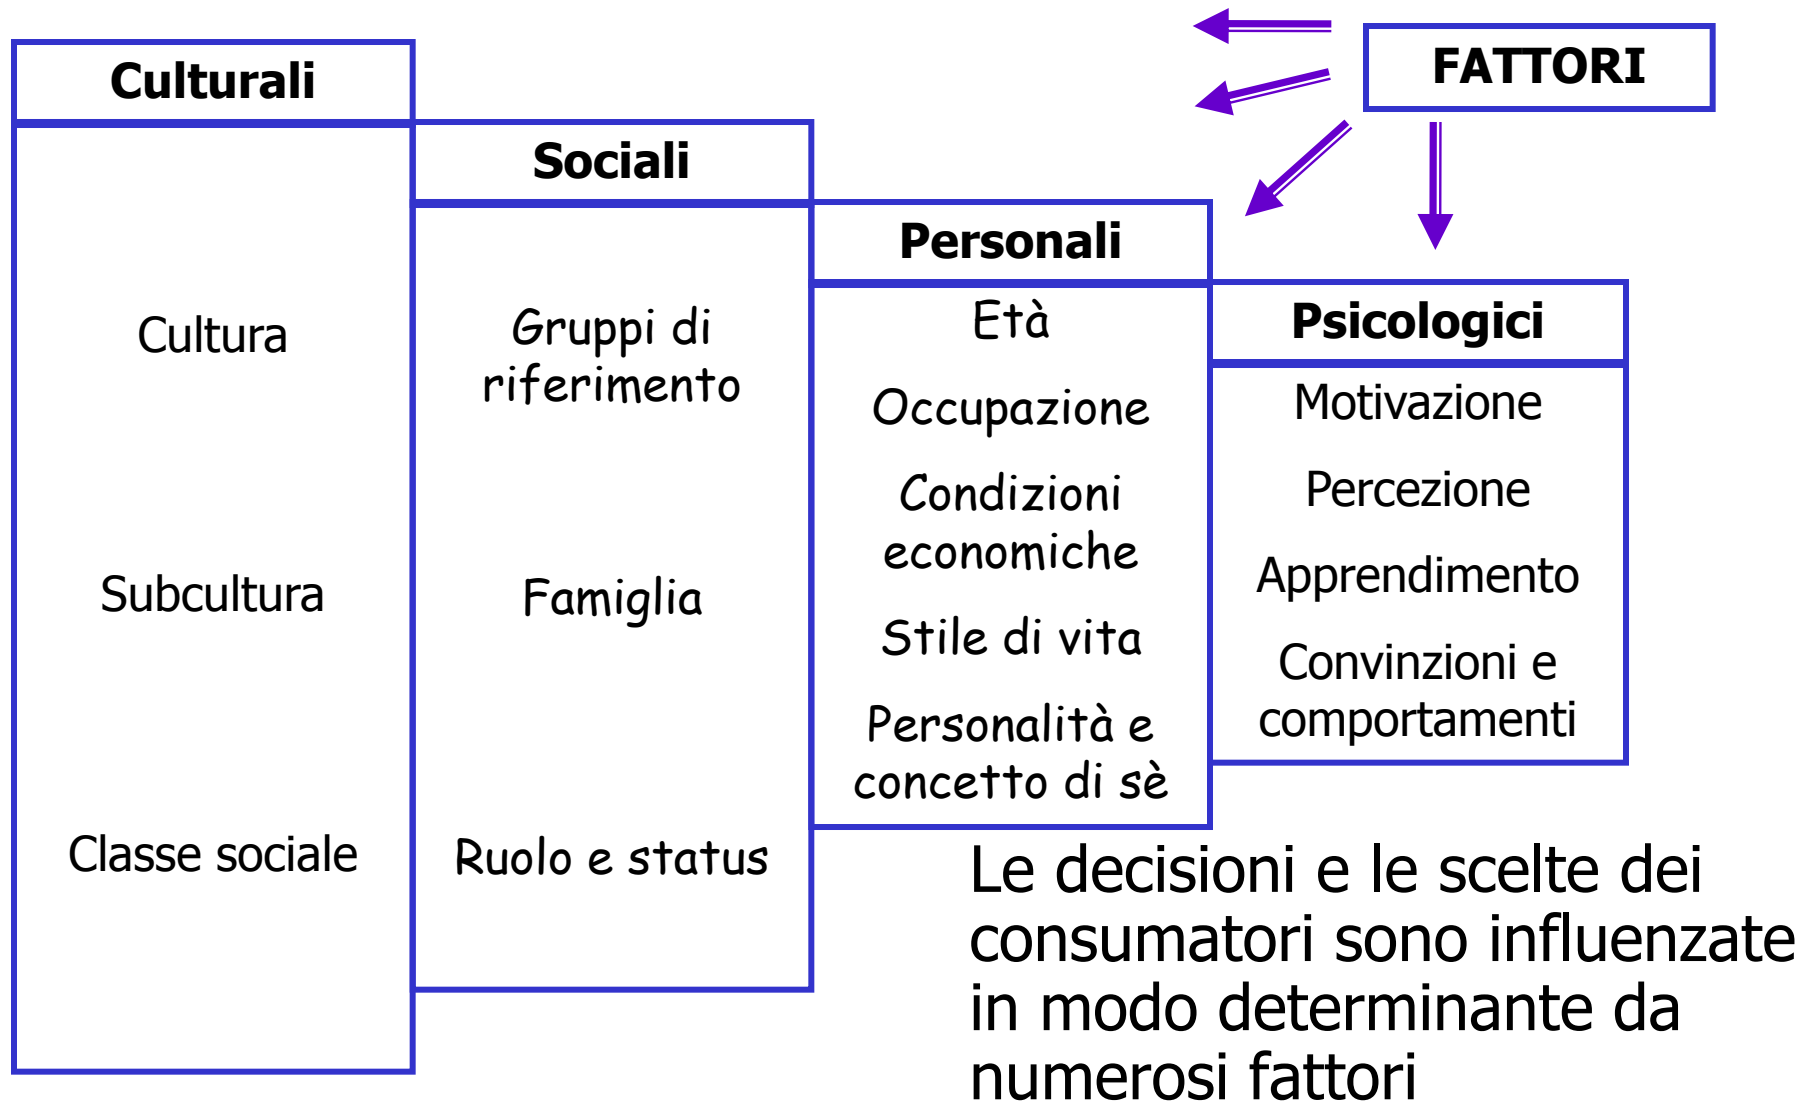 FATTORI
Culturali
Cultura
Subcultura
Classe sociale
Sociali
Gruppi di
riferimento
Famiglia
Ruolo e status
Personali
Età
Occupazione
Condizioni
economiche
Stile di vita
Personalità e
concetto di sè
Psicologici
Motivazione
Percezione
Apprendimento
Convinzioni e
comportamenti
Le decisioni e le scelte dei
consumatori sono influenzate
in modo determinante da
numerosi fattori